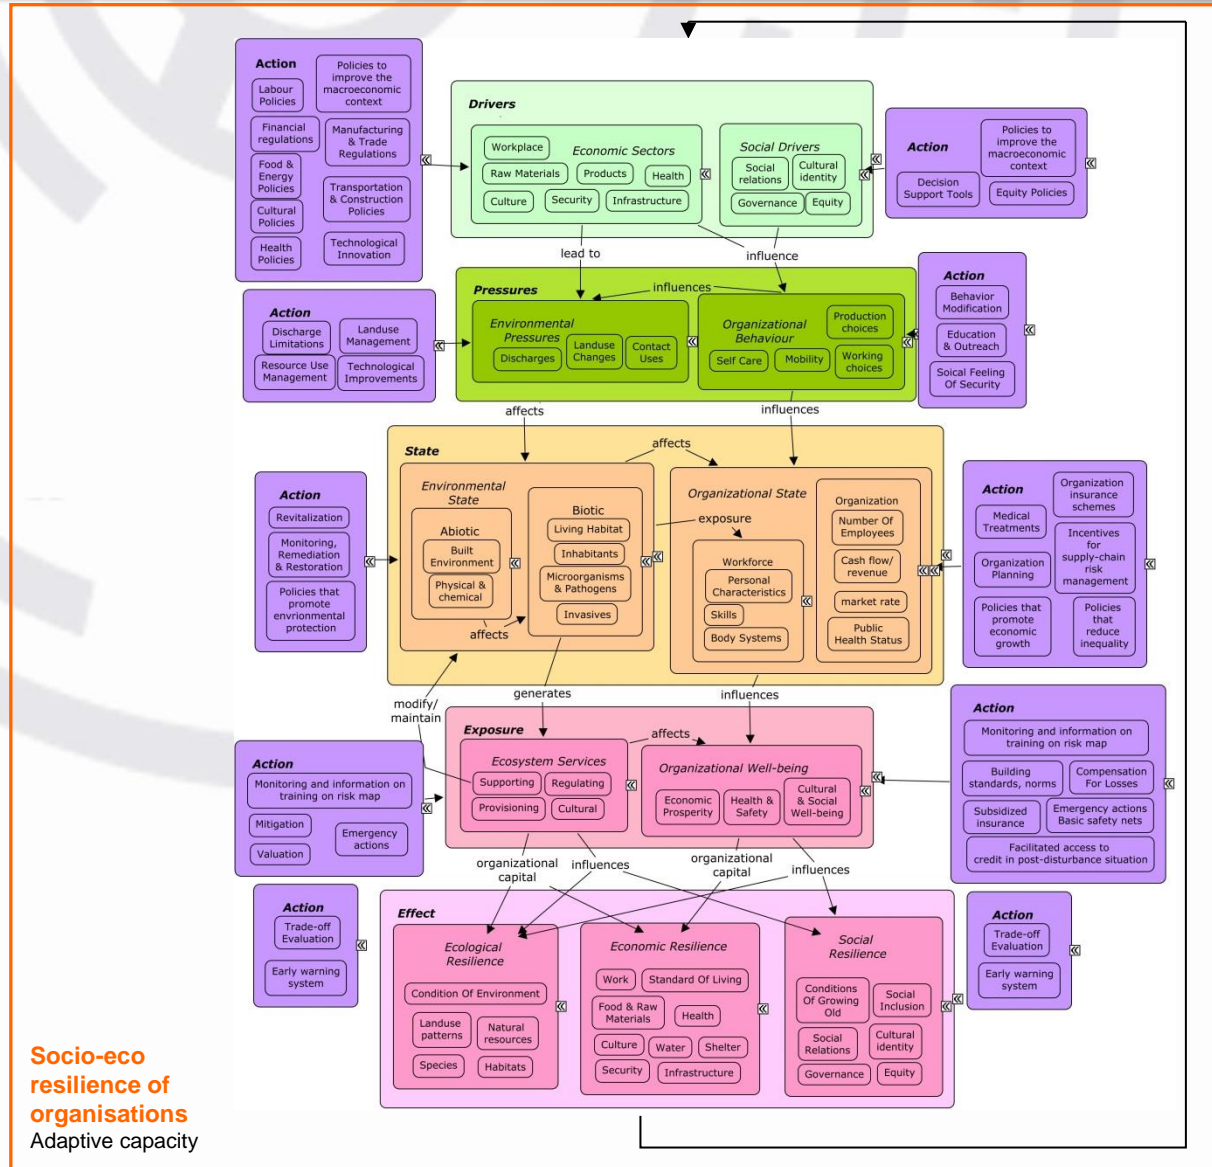 Action
Labour
Policies
Policies to
improve the
macroeconomic
context
Financial
regulations
Manufacturing
& Trade
Regulations
Food &
Energy
Policies
Transportation
& Construction
Policies
Cultural
Policies
Health
Policies
Technological
Innovation
Drivers
Economic Sectors
Workplace
Raw Materials
Products
Health
Culture
Security
Infrastructure
Social Drivers
Social
relations
Cultural
identity
Governance
Equity
Action
Policies to
improve the
macroeconomic
context
Decision
Support Tools
Equity Policies
lead to
influence
Action
Discharge
Limitations
Landuse
Management
Resource Use
Management
Technological
Improvements
Pressures
influences
Environmental
Pressures
Discharges
Landuse
Changes
Contact
Uses
Organizational
Behaviour
Production
choices
Self Care
Mobility
Working
choices
Action
Behavior
Modification
Education
& Outreach
Soical Feeling
Of Security
affects
influences
Action
Revitalization
Monitoring,
Remediation
& Restoration
Policies that
promote
envrionmental
protection
State
affects
Environmental
State
Abiotic
Built
Environment
Physical &
chemical
affects
Biotic
Living Habitat
Inhabitants
Microorganisms
& Pathogens
Invasives
exposure
Organizational State
Workforce
Personal
Characteristics
Skills
Body Systems
Organization
Number Of
Employees
Cash flow/
revenue
market rate
Public
Health Status
Action
Organization
insurance
schemes
Medical
Treatments
Incentives
for
supply-chain
risk
management
Organization
Planning
Policies that
promote
economic
growth
Policies
that
reduce
inequality
modify/
maintain
generates
influences
Action
Monitoring and information on
training on risk map
Mitigation
Emergency
actions
Valuation
Exposure
affects
Ecosystem Services
Supporting
Regulating
Provisioning
Cultural
Organizational Well-being
Economic
Prosperity
Health &
Safety
Cultural
& Social
Well-being
Action
Monitoring and information on
training on risk map
Building
standards, norms
Compensation
For Losses
Subsidized
insurance
Emergency actions
Basic safety nets
Facilitated access to
credit in post-disturbance situation
organizational
capital
influences
organizational
capital
influences
Action
Trade-off
Evaluation
Early warning
system
Effect
Ecological
Resilience
Condition Of Environment
Landuse
patterns
Natural
resources
Species
Habitats
Economic Resilience
Work
Standard Of Living
Food & Raw
Materials
Health
Culture
Water
Shelter
Security
Infrastructure
Social
Resilience
Conditions
Of Growing
Old
Social
Inclusion
Social
Relations
Cultural
identity
Governance
Equity
Action
Trade-off
Evaluation
Early warning
system
Socio-eco
resilience of
organisations
Adaptive capacity